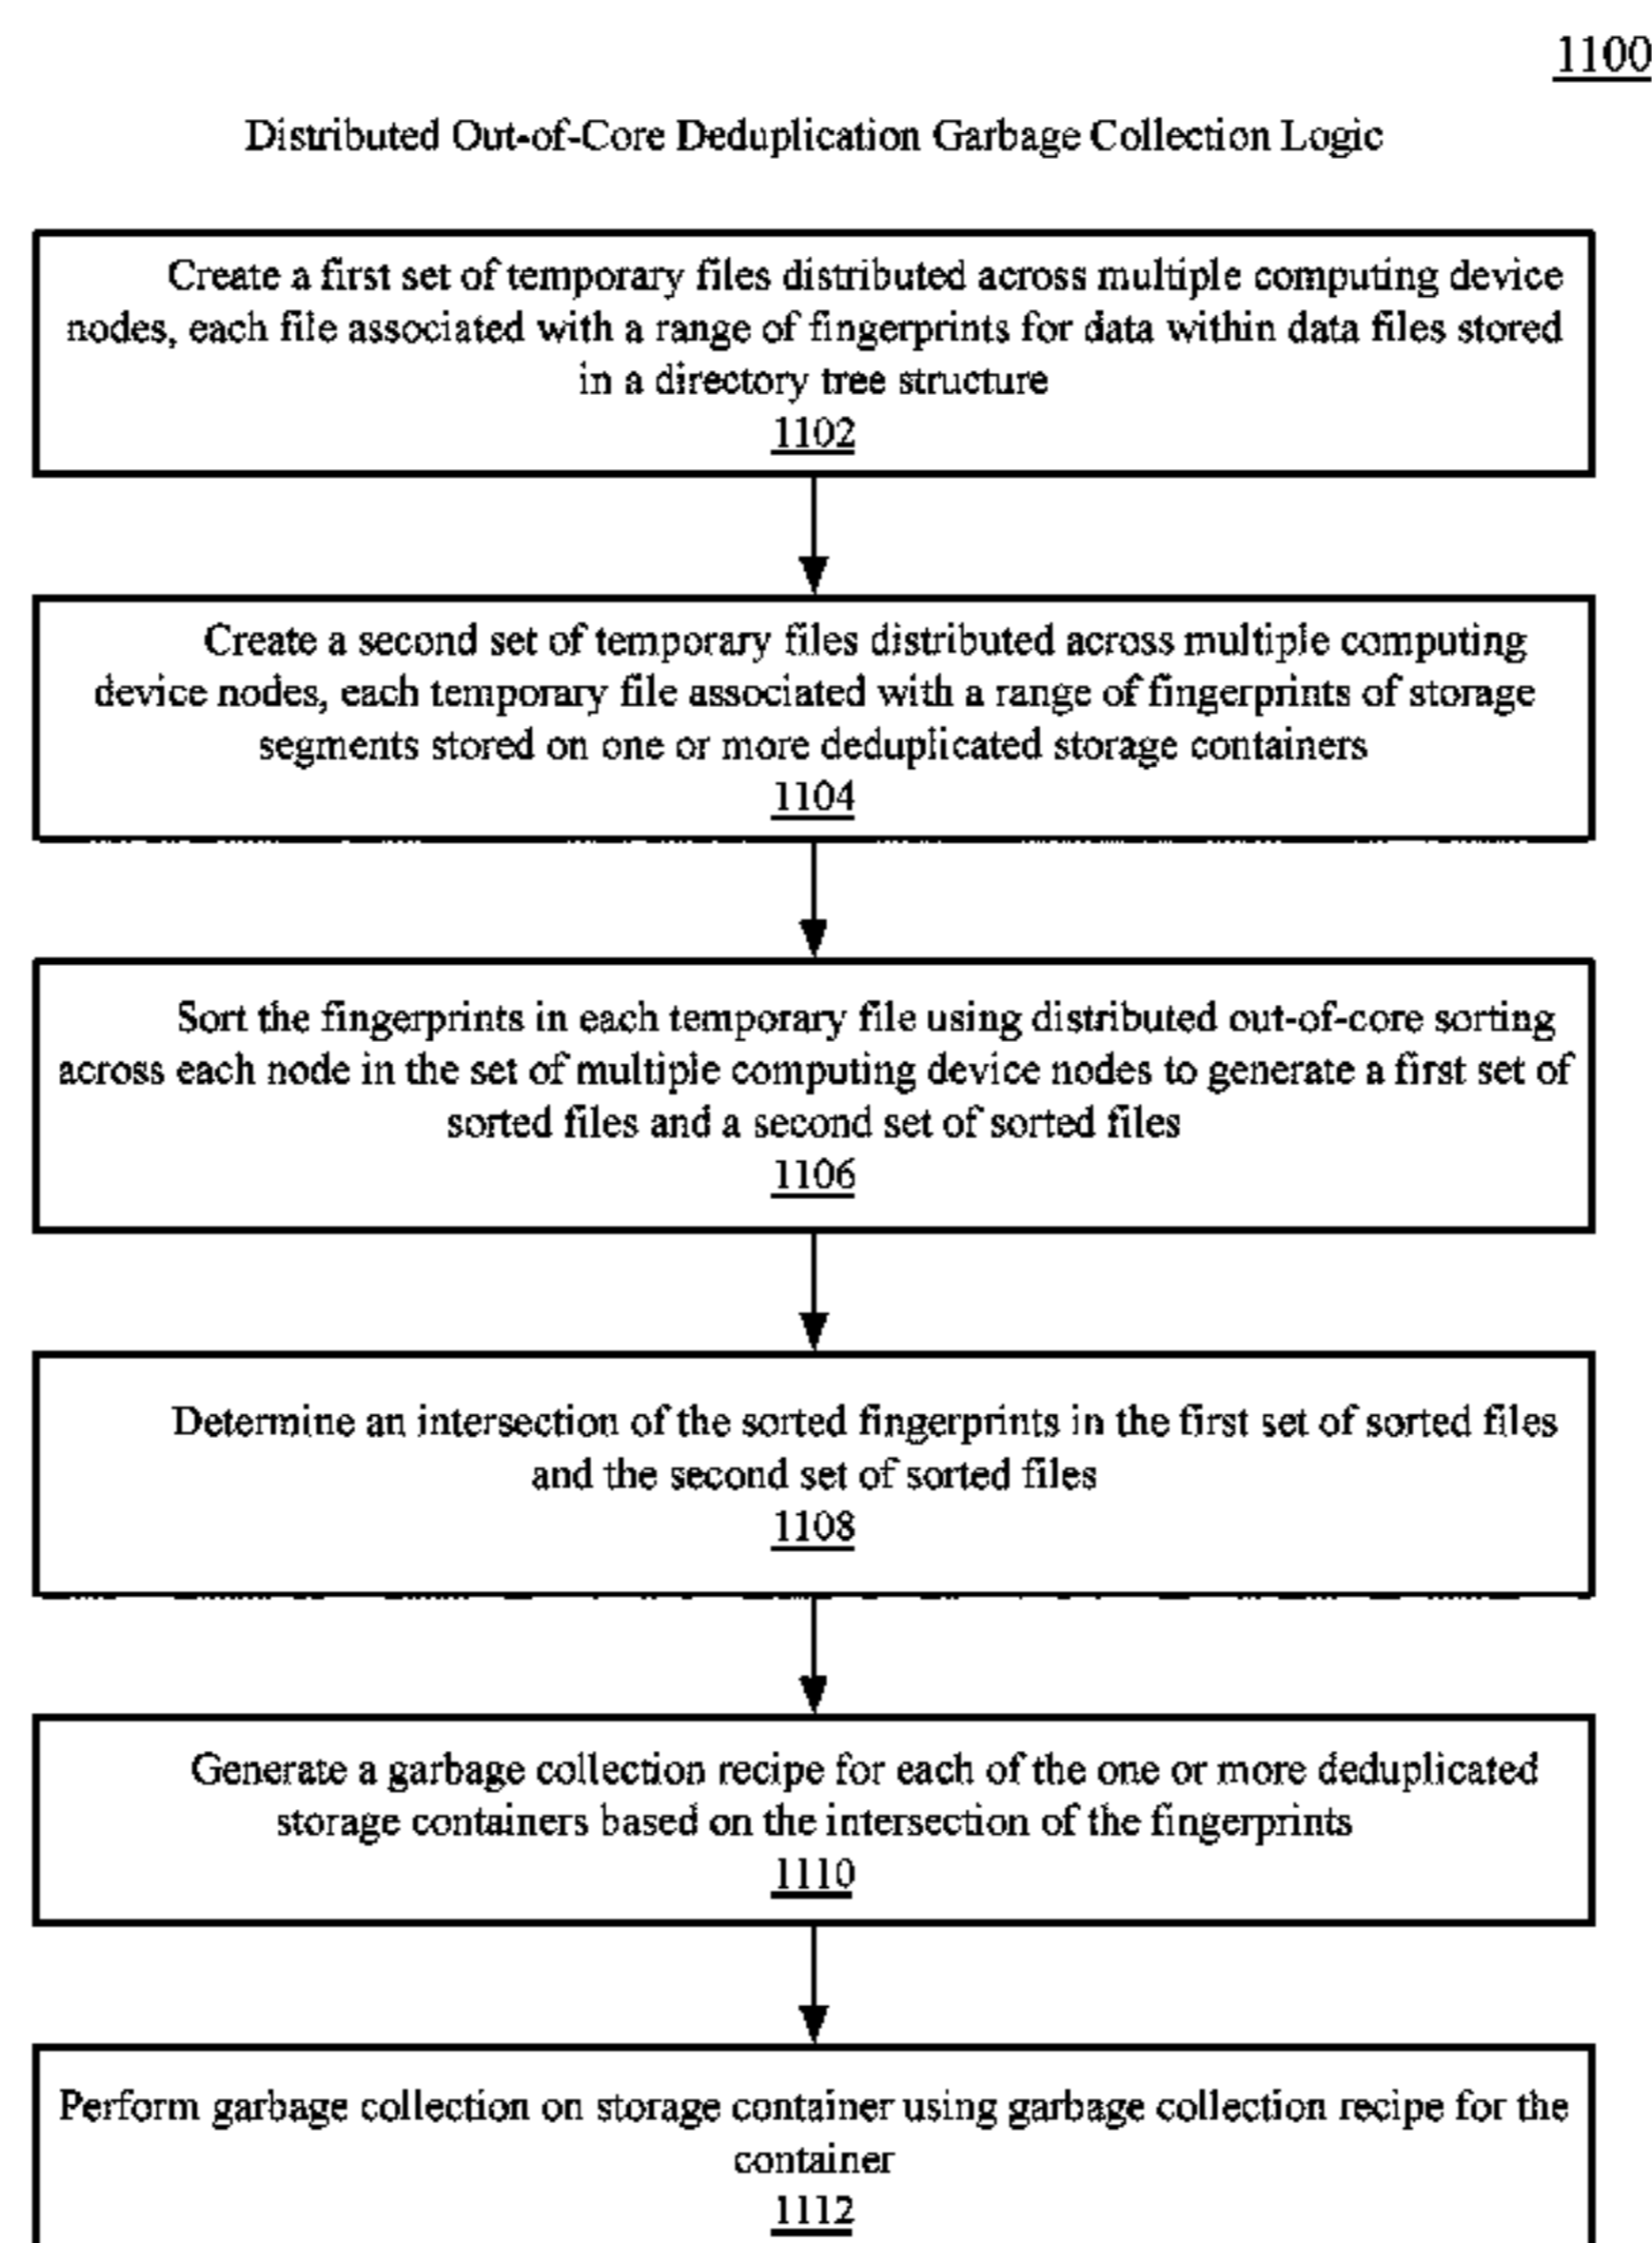 1100
Distributed Out-of-Core Deduplication Garbage Collection Logic
Create a first set of temporary files distributed across multiple computing device
nodes, each file associated with a range of fingerprints for data within data files stored
in a directory tree structure
1102
Create a second set of temporary files distributed across multiple computing
device nodes, each temporary file associated with a range of fingerprints of storage
segments stored on one or more deduplicated storage containers
1104
Sort the fingerprints in each temporary file using distributed out-of-core sorting
across each node in the set of multiple computing device nodes to generate a first set of
sorted files and a second set of sorted files
1106
Determine an intersection of the sorted fingerprints in the first set of sorted files
and the second set of sorted files
1108
Generate a garbage collection recipe for each of the one or more deduplicated
storage containers based on the intersection of the fingerprints
1110
Perform garbage collection on storage container using garbage collection recipe for the
container
1112